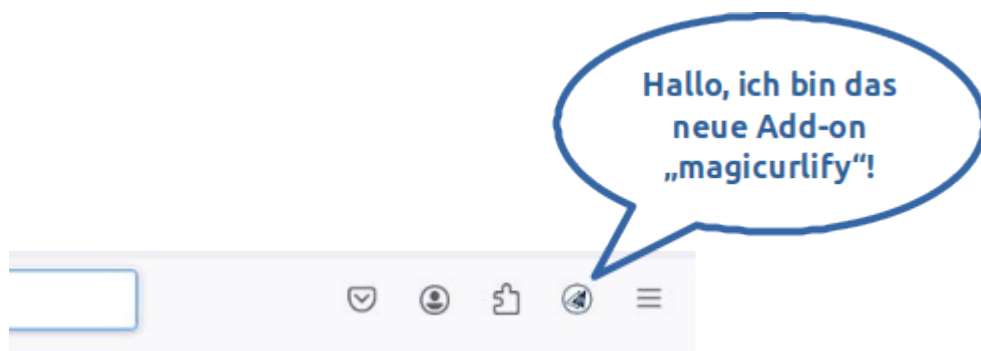 Hallo, ich bin das
neue Add-on
„magicurlify“!